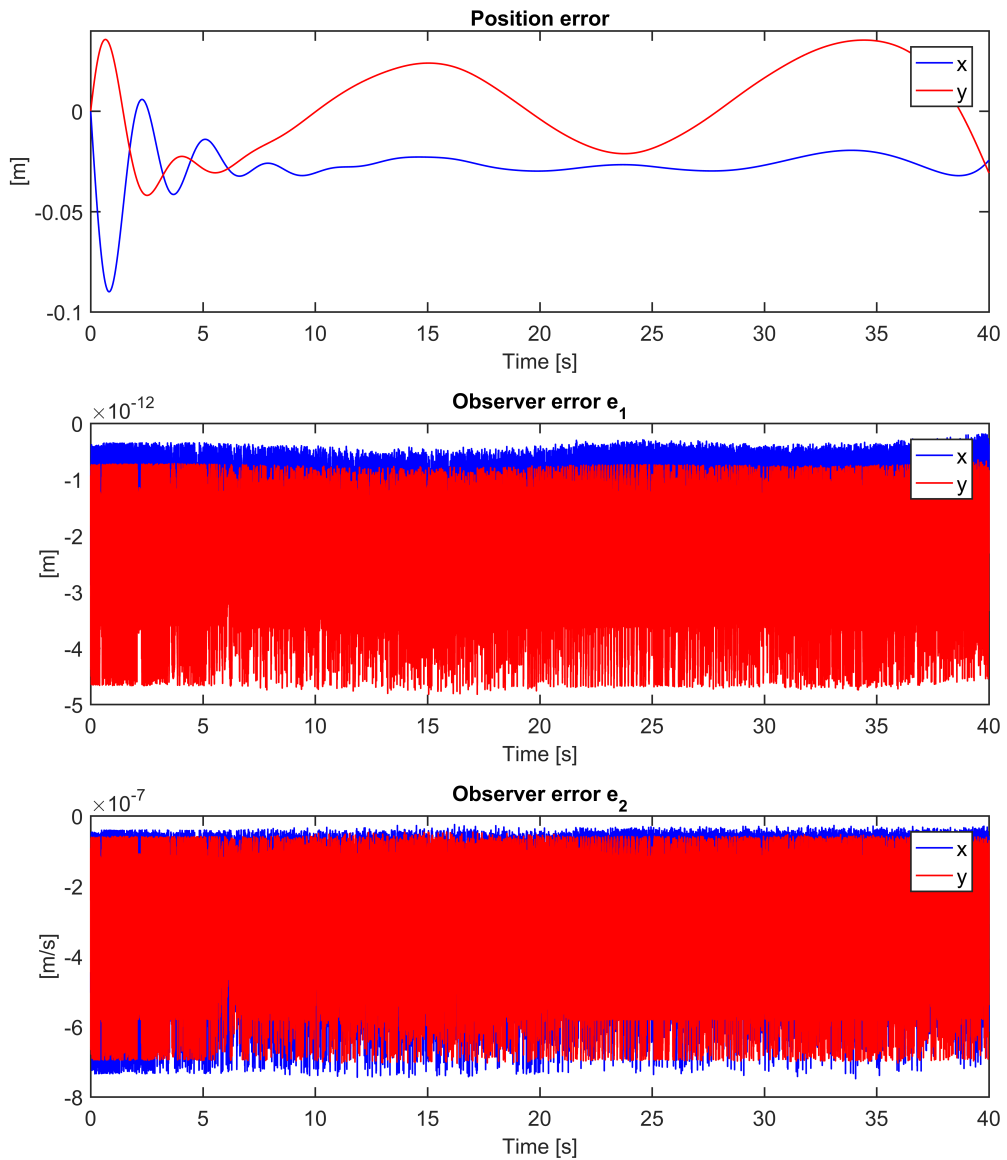 Position error
0
-0.05
-0.1
[m]
x
y
0 5 10 15 20 25 30 35 40
Time [s]
Observer error e₁
×10⁻¹²
0
-1
-2
-3
-4
-5
[m]
x
y
0 5 10 15 20 25 30 35 40
Time [s]
Observer error e₂
×10⁻⁷
0
-2
-4
-6
-8
[m/s]
x
y
0 5 10 15 20 25 30 35 40
Time [s]